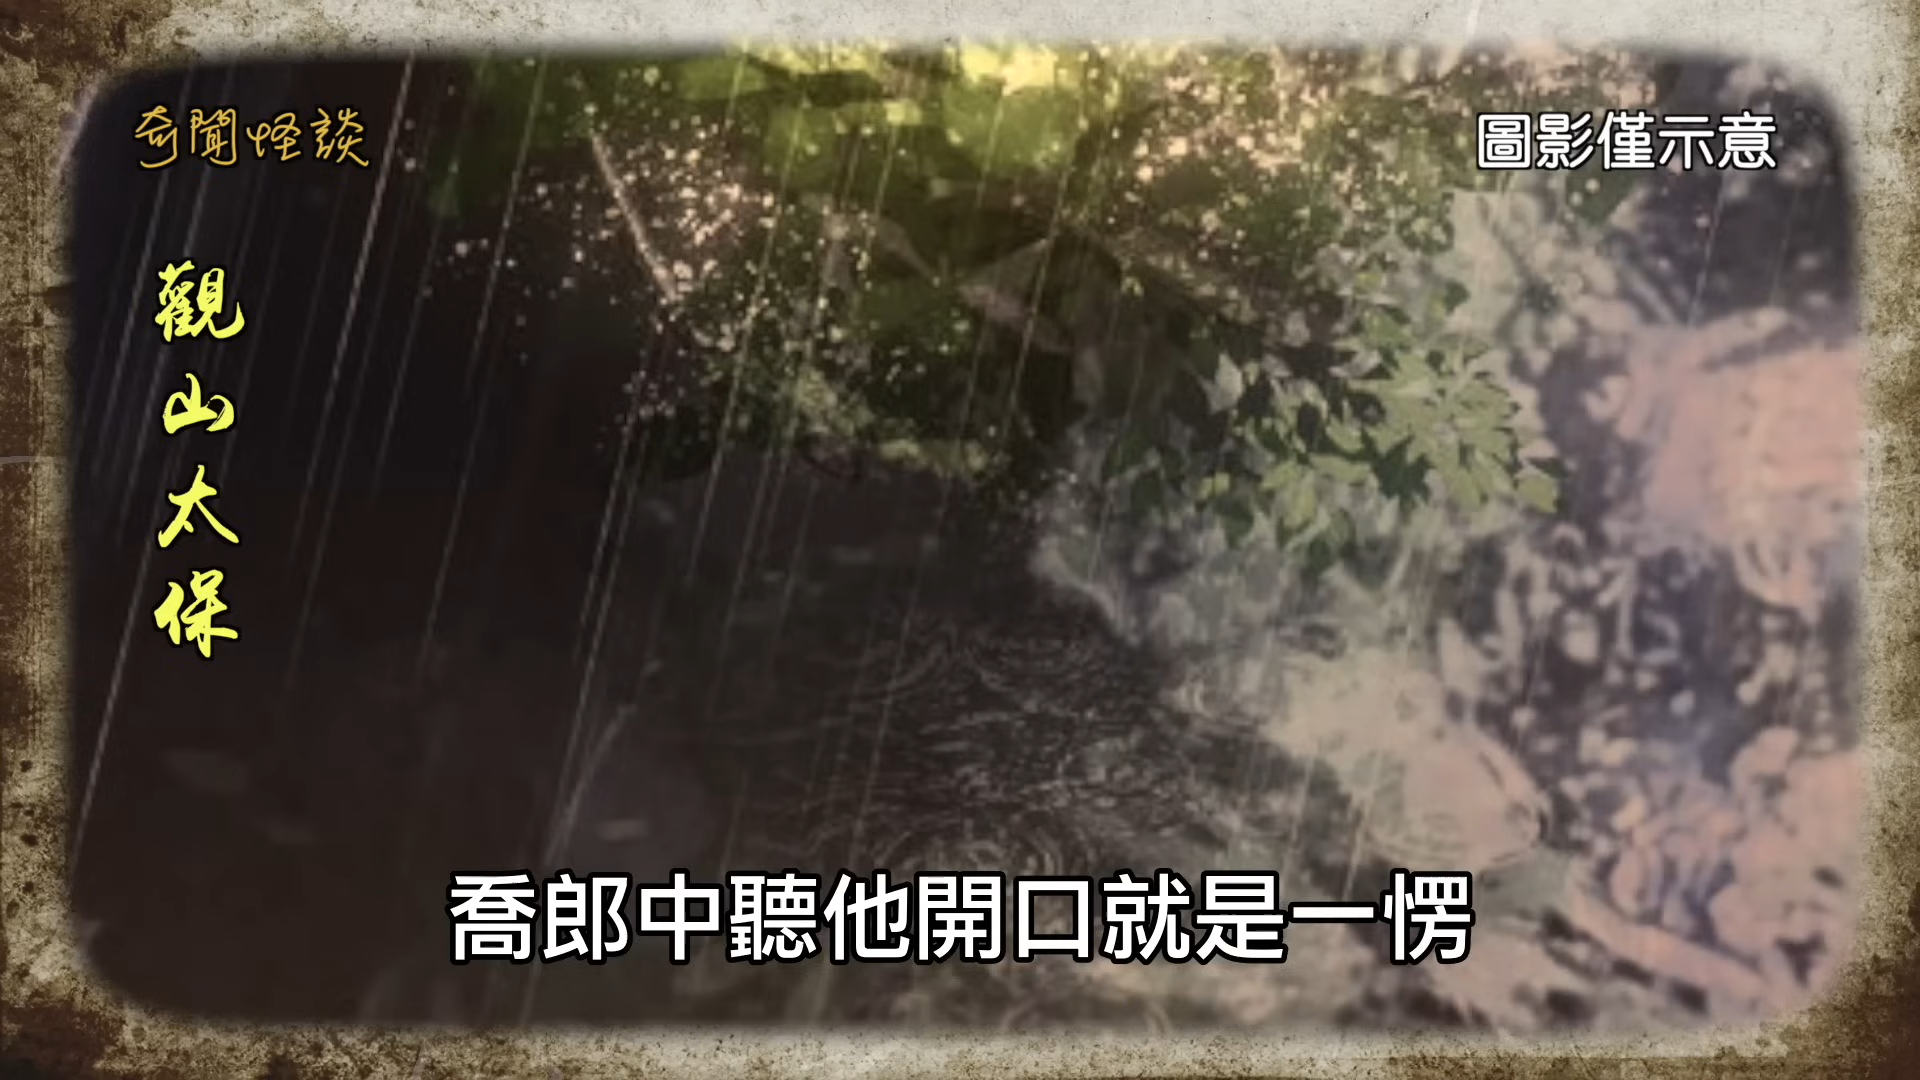 奇聞怪談
圖影僅示意
觀山太保
喬郎中聽他開口就是一愣